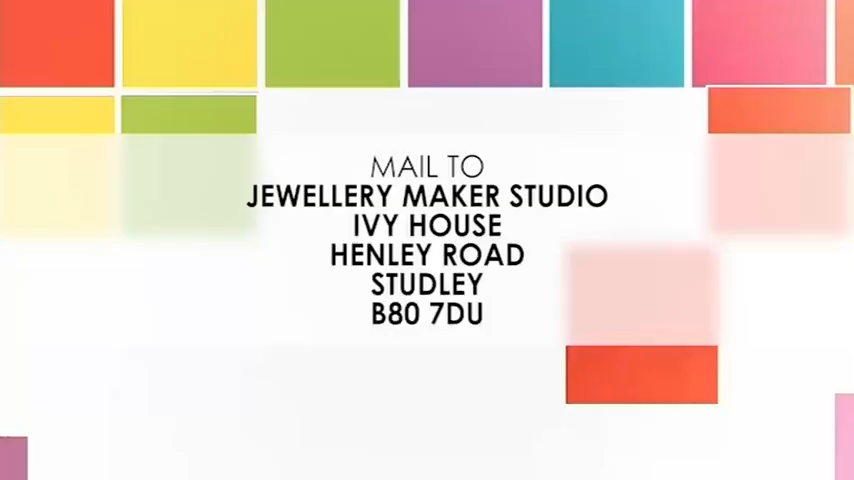 MAIL TO
JEWELLERY MAKER STUDIO
IVY HOUSE
HENLEY ROAD
STUDLEY
B80 7DU